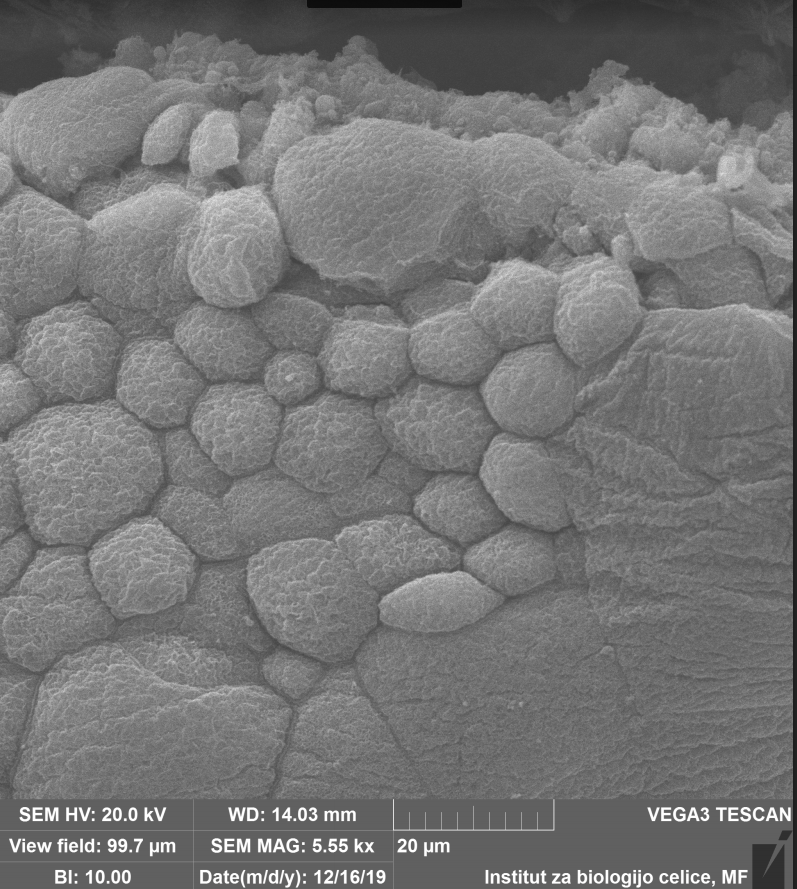 SEM HV: 20.0 kV
WD: 14.03 mm
VEGA3 TESCAN
View field: 99.7 µm
SEM MAG: 5.55 kx
20 µm
BI: 10.00
Date(m/d/y): 12/16/19
Institut za biologijo celice, MF